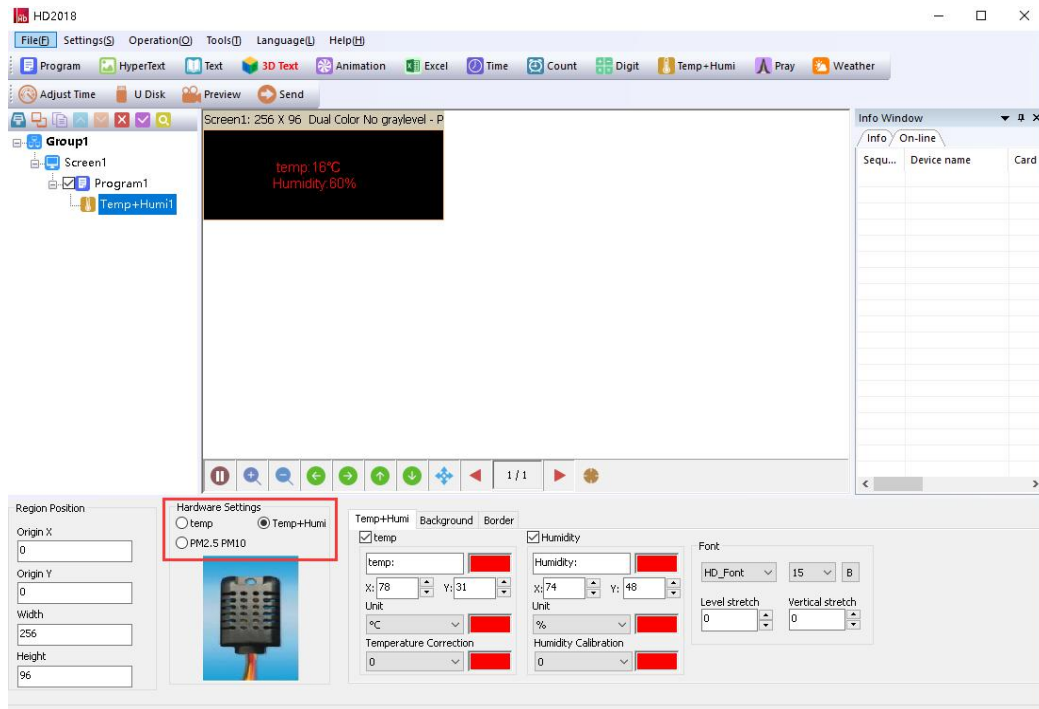 HD2018
File(F) Settings(S) Operation(O) Tools(T) Language(L) Help(H)
Program HyperText Text 3D Text Animation Excel Time Count Digit Temp+Humi Pray Weather
Adjust Time U Disk Preview Send
Screen1: 256 X 96 Dual Color No graylevel - P
Group1
Screen1
Program1
Temp+Humi1
temp:16℃
Humidity:60%
Info Window
Info On-line
Sequ... Device name Card
1/1
Region Position
Origin X
0
Origin Y
0
Width
256
Height
96
Hardware Settings
temp Temp+Humi
PM2.5 PM10
Temp+Humi Background Border
temp
temp:
X: 78 Y: 31
Unit
℃
Temperature Correction
0
Humidity
Humidity:
X: 74 Y: 48
Unit
%
Humidity Calibration
0
Font
HD_Font 15 B
Level stretch Vertical stretch
0 0